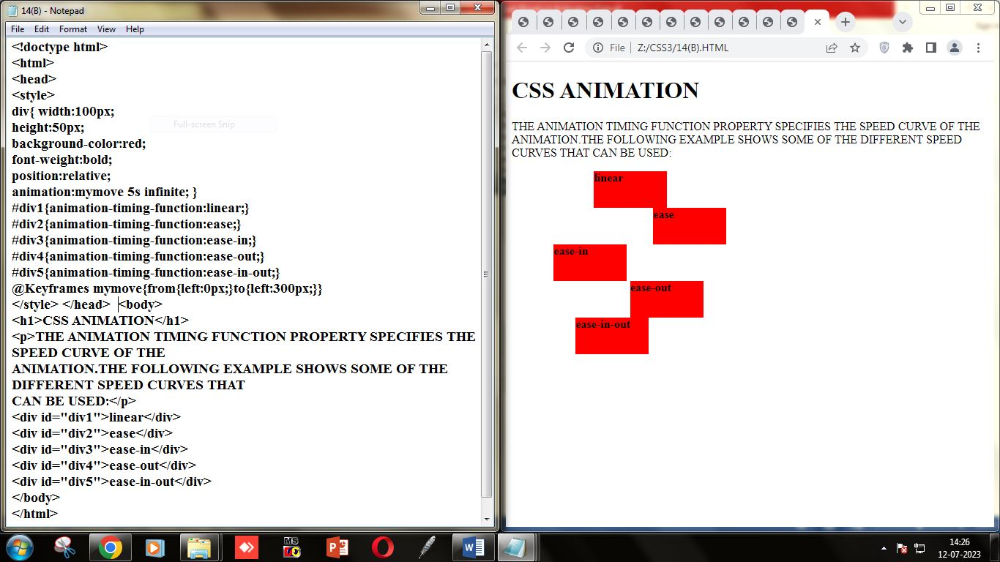 14(B) - Notepad
File Edit Format View Help
<!doctype html>
<html>
<head>
<style>
div{ width:100px;
height:50px;
background-color:red;
font-weight:bold;
position:relative;
animation:mymove 5s infinite; }
#div1{animation-timing-function:linear;}
#div2{animation-timing-function:ease;}
#div3{animation-timing-function:ease-in;}
#div4{animation-timing-function:ease-out;}
#div5{animation-timing-function:ease-in-out;}
@Keyframes mymove{from{left:0px;}to{left:300px;}}
</style> </head> <body>
<h1>CSS ANIMATION</h1>
<p>THE ANIMATION TIMING FUNCTION PROPERTY SPECIFIES THE
SPEED CURVE OF THE
ANIMATION.THE FOLLOWING EXAMPLE SHOWS SOME OF THE
DIFFERENT SPEED CURVES THAT
CAN BE USED:</p>
<div id="div1">linear</div>
<div id="div2">ease</div>
<div id="div3">ease-in</div>
<div id="div4">ease-out</div>
<div id="div5">ease-in-out</div>
</body>
</html>
Full-screen Snip
File Z:/CSS3/14(B).HTML
CSS ANIMATION
THE ANIMATION TIMING FUNCTION PROPERTY SPECIFIES THE SPEED CURVE OF THE
ANIMATION.THE FOLLOWING EXAMPLE SHOWS SOME OF THE DIFFERENT SPEED
CURVES THAT CAN BE USED:
linear
ease
ease-in
ease-out
ease-in-out
MS
14:26
12-07-2023